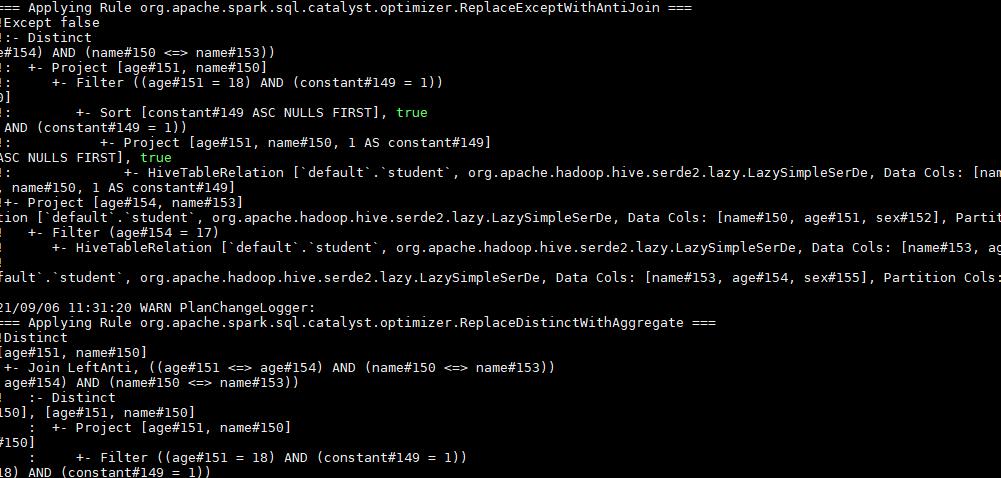 === Applying Rule org.apache.spark.sql.catalyst.optimizer.ReplaceExceptWithAntiJoin ===
!Except false
!:- Distinct
e#154) AND (name#150 <=> name#153))
!:  +- Project [age#151, name#150]
!:     +- Filter ((age#151 = 18) AND (constant#149 = 1))
0]
!:        +- Sort [constant#149 ASC NULLS FIRST], true
 AND (constant#149 = 1))
!:           +- Project [age#151, name#150, 1 AS constant#149]
ASC NULLS FIRST], true
!:              +- HiveTableRelation [`default`.`student`, org.apache.hadoop.hive.serde2.lazy.LazySimpleSerDe, Data Cols: [nam
, name#150, 1 AS constant#149]
!+- Project [age#154, name#153]
tion [`default`.`student`, org.apache.hadoop.hive.serde2.lazy.LazySimpleSerDe, Data Cols: [name#150, age#151, sex#152], Partit
!   +- Filter (age#154 = 17)
!      +- HiveTableRelation [`default`.`student`, org.apache.hadoop.hive.serde2.lazy.LazySimpleSerDe, Data Cols: [name#153, ag
!
fault`.`student`, org.apache.hadoop.hive.serde2.lazy.LazySimpleSerDe, Data Cols: [name#153, age#154, sex#155], Partition Cols:
21/09/06 11:31:20 WARN PlanChangeLogger:
=== Applying Rule org.apache.spark.sql.catalyst.optimizer.ReplaceDistinctWithAggregate ===
!Distinct
[age#151, name#150]
 +- Join LeftAnti, ((age#151 <=> age#154) AND (name#150 <=> name#153))
 age#154) AND (name#150 <=> name#153))
!   :- Distinct
150], [age#151, name#150]
    :  +- Project [age#151, name#150]
#150]
    :     +- Filter ((age#151 = 18) AND (constant#149 = 1))
18) AND (constant#149 = 1))